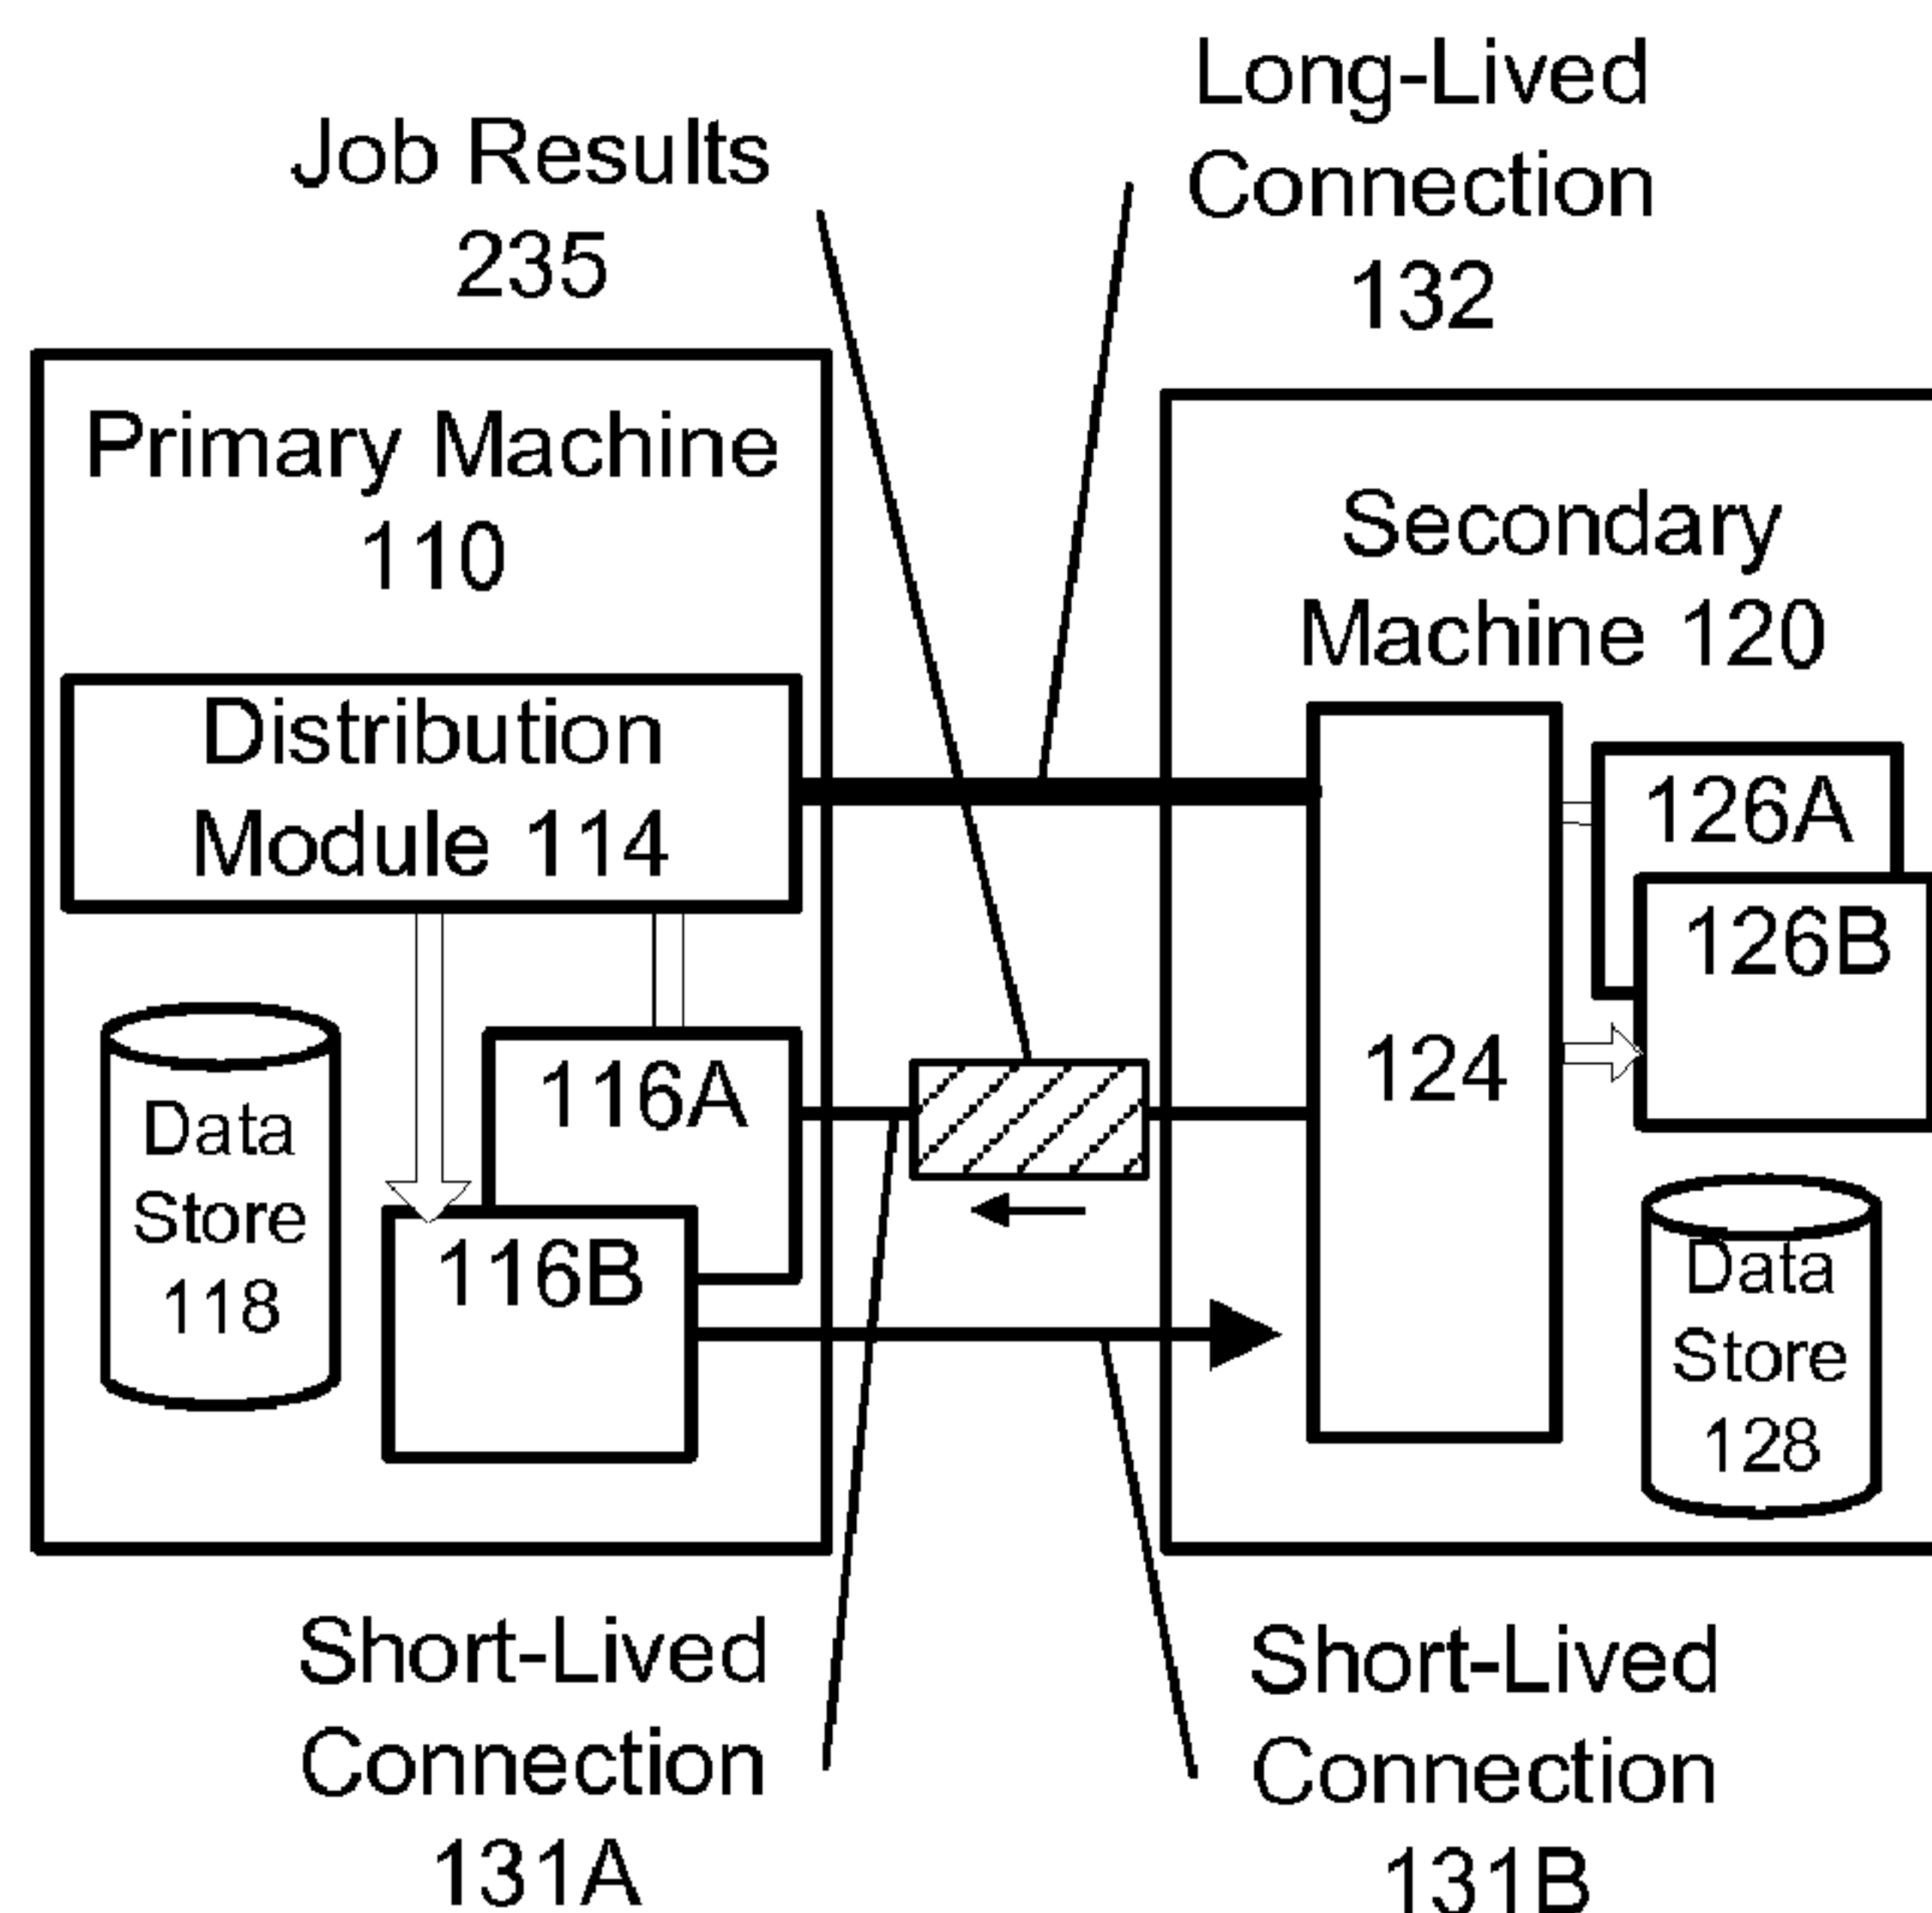 Job Results
235
Long-Lived
Connection
132
Primary Machine
110
Distribution
Module 114
Data
Store
118
116A
116B
Secondary
Machine 120
124
126A
126B
Data
Store
128
Short-Lived
Connection
131A
Short-Lived
Connection
131B